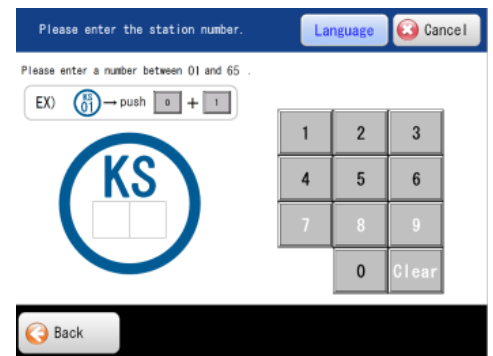 Please enter the station number.
Language
Cancel
Please enter a number between 01 and 65 .
EX) KS 01 → push 0 + 1
KS
1 2 3
4 5 6
7 8 9
0 Clear
Back